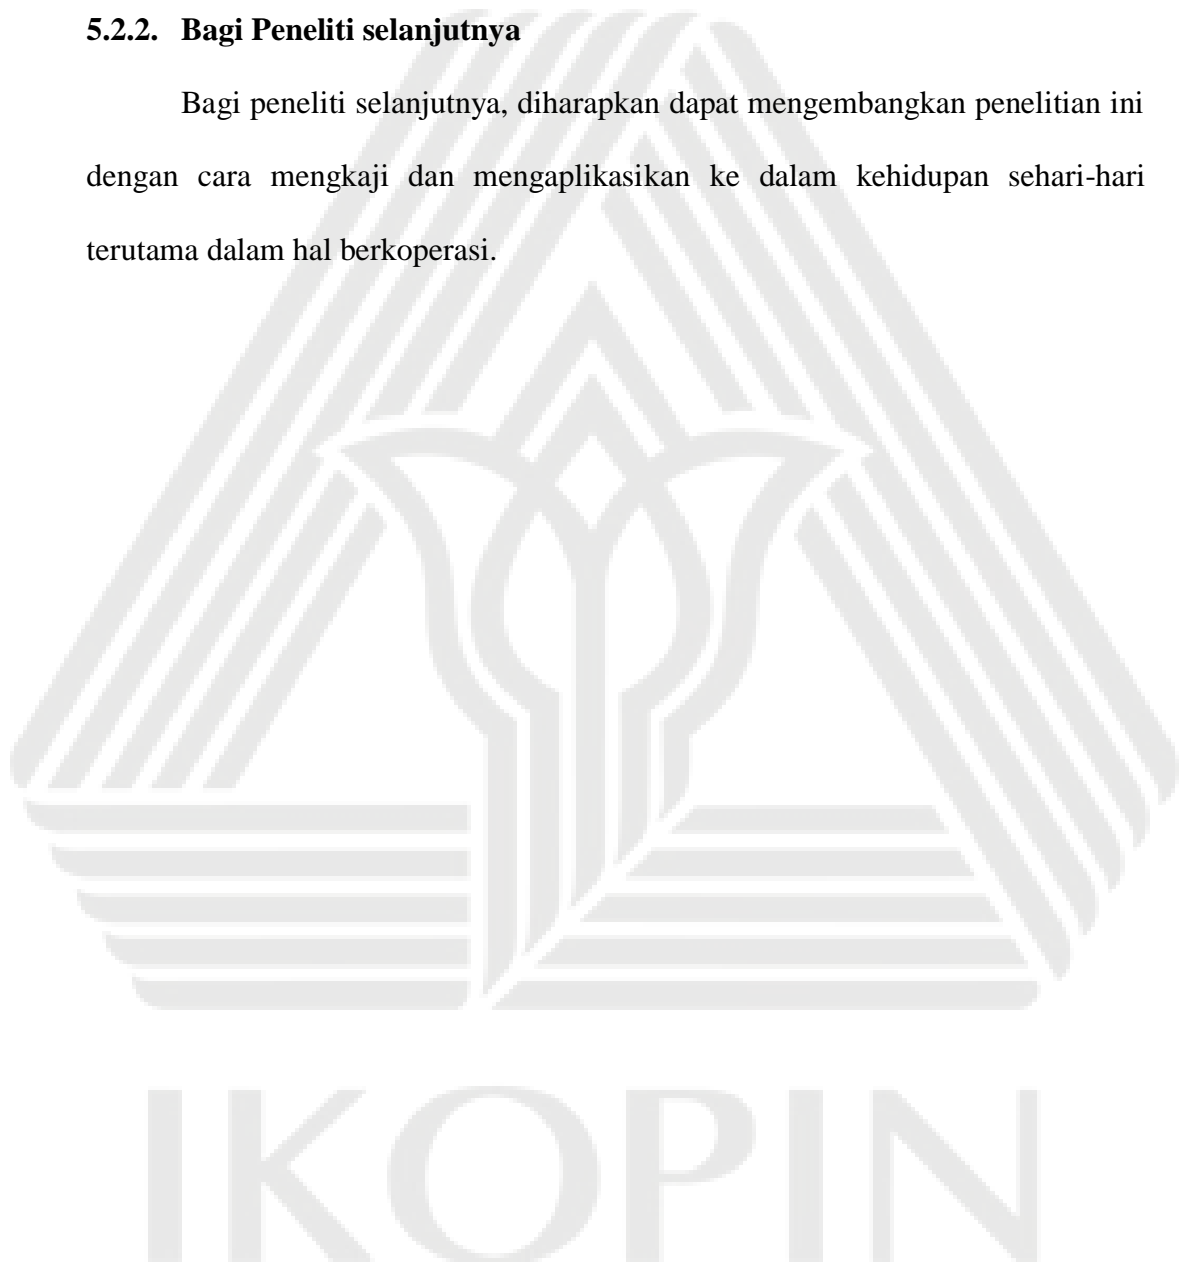 5.2.2. Bagi Peneliti selanjutnya
Bagi peneliti selanjutnya, diharapkan dapat mengembangkan penelitian ini
dengan cara mengkaji dan mengaplikasikan ke dalam kehidupan sehari-hari
terutama dalam hal berkoperasi.
IKOPIN